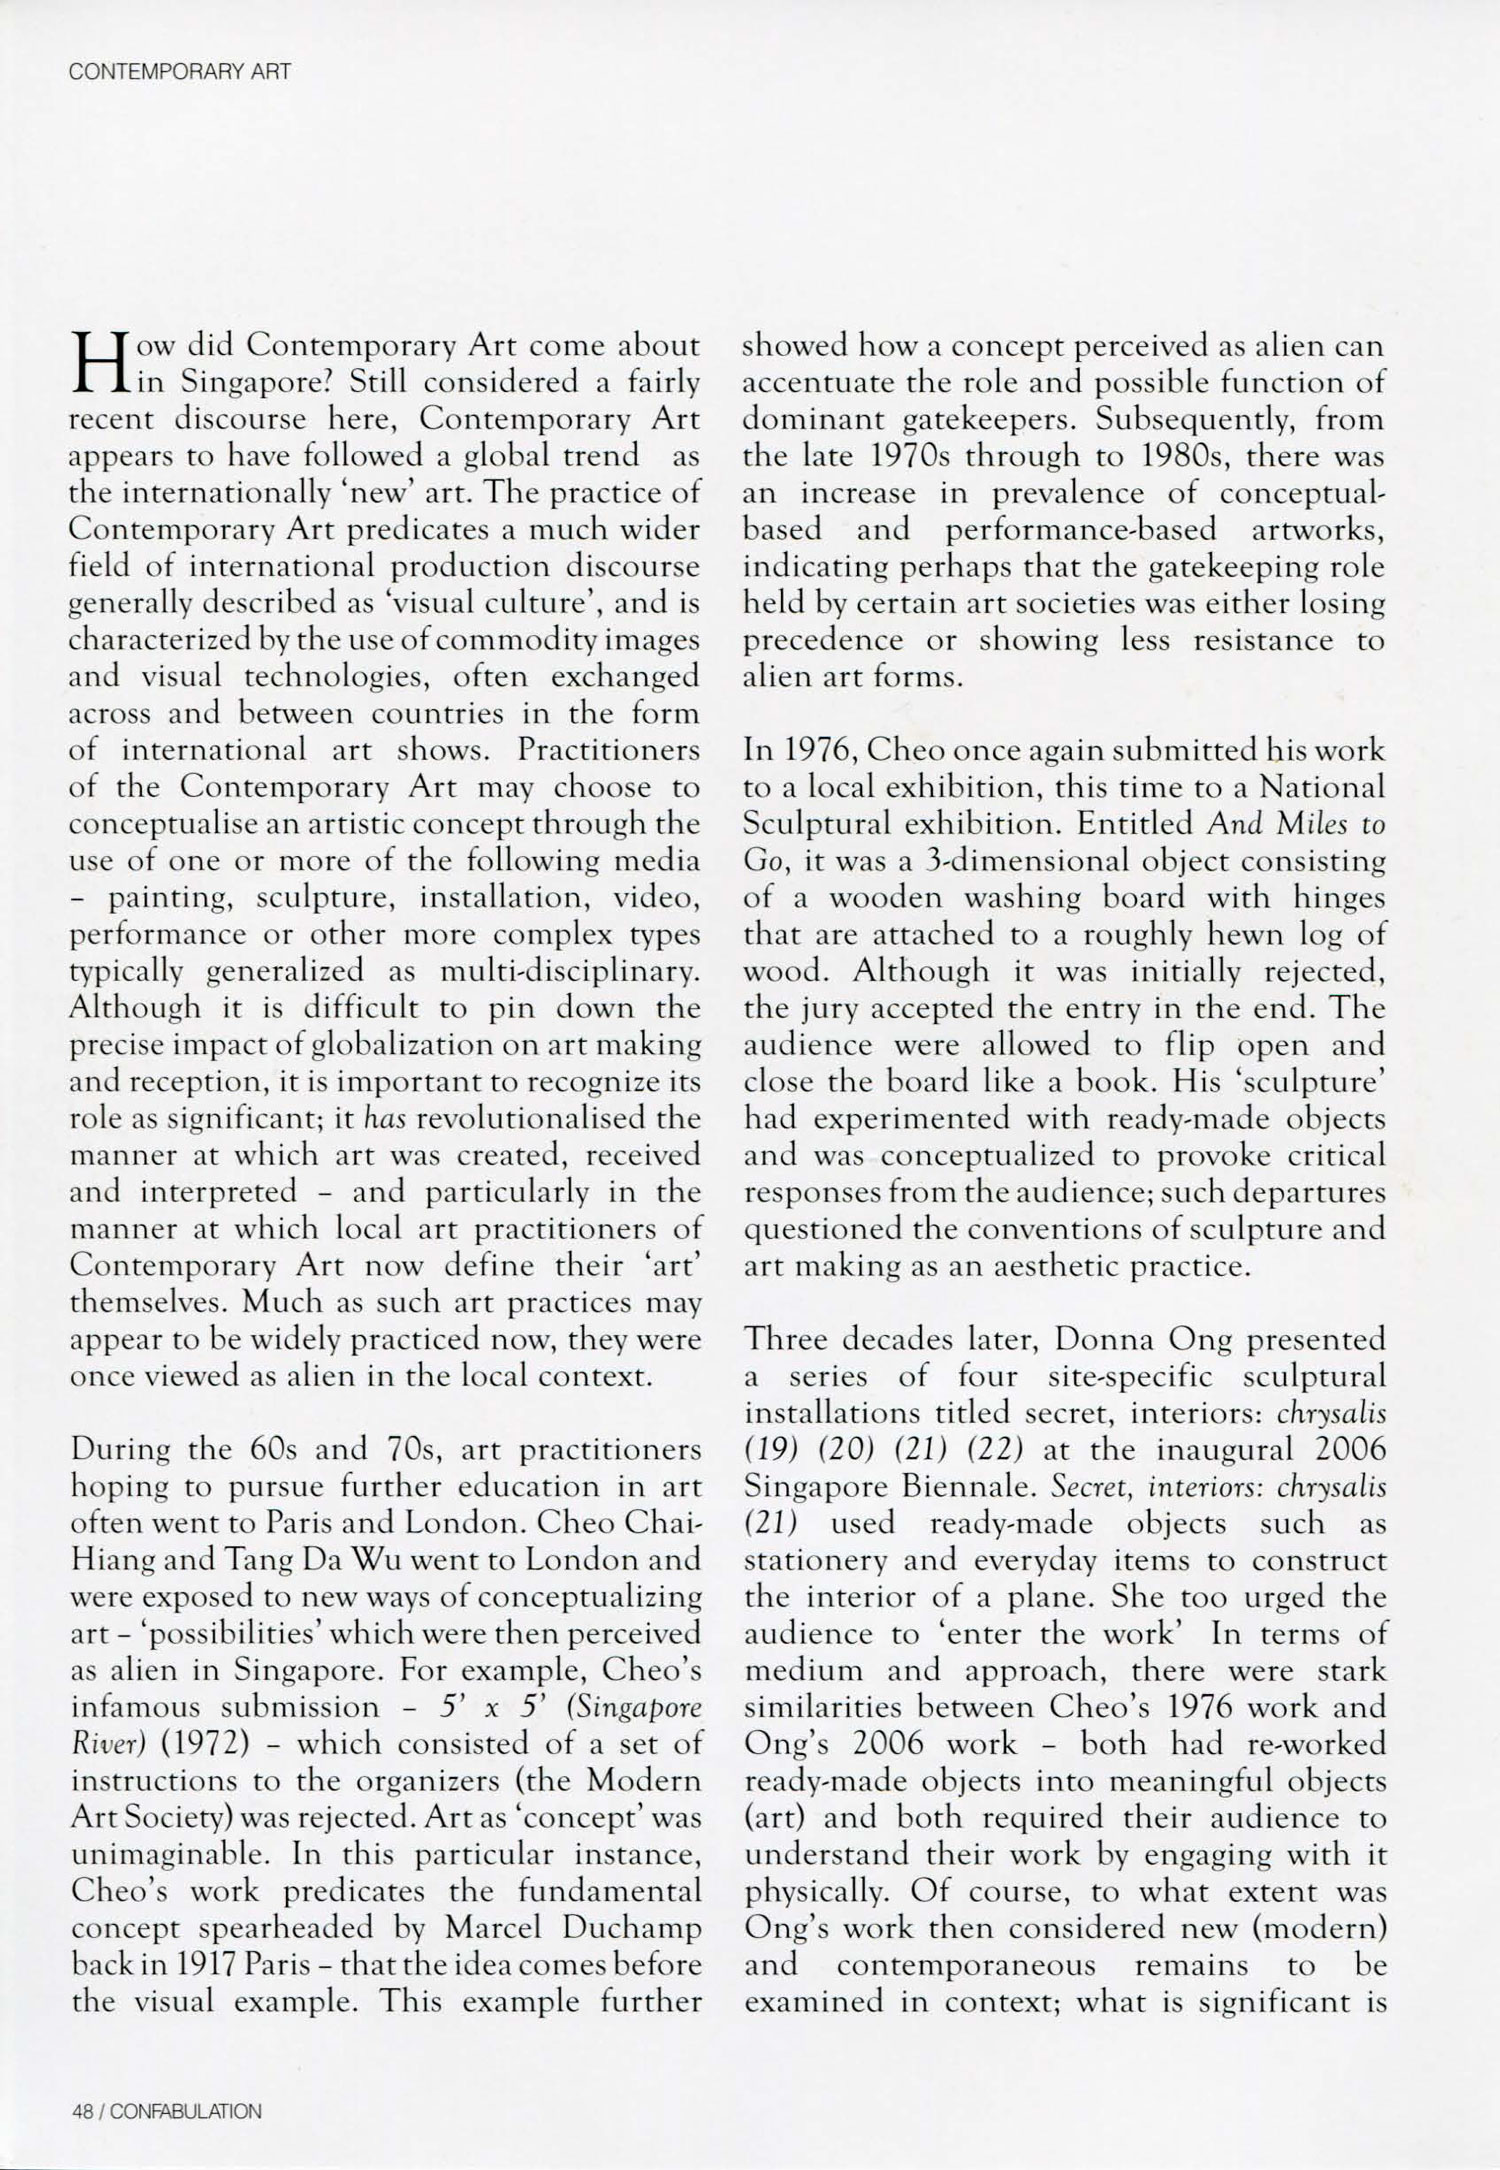 CONTEMPORARY ART
How did Contemporary Art come about
in Singapore? Still considered a fairly
recent discourse here, Contemporary Art
appears to have followed a global trend as
the internationally ‘new’ art. The practice of
Contemporary Art predicates a much wider
field of international production discourse
generally described as ‘visual culture’, and is
characterized by the use of commodity images
and visual technologies, often exchanged
across and between countries in the form
of international art shows. Practitioners
of the Contemporary Art may choose to
conceptualise an artistic concept through the
use of one or more of the following media
– painting, sculpture, installation, video,
performance or other more complex types
typically generalized as multi-disciplinary.
Although it is difficult to pin down the
precise impact of globalization on art making
and reception, it is important to recognize its
role as significant; it has revolutionalised the
manner at which art was created, received
and interpreted – and particularly in the
manner at which local art practitioners of
Contemporary Art now define their ‘art’
themselves. Much as such art practices may
appear to be widely practiced now, they were
once viewed as alien in the local context.
During the 60s and 70s, art practitioners
hoping to pursue further education in art
often went to Paris and London. Cheo Chai-
Hiang and Tang Da Wu went to London and
were exposed to new ways of conceptualizing
art – ‘possibilities’ which were then perceived
as alien in Singapore. For example, Cheo’s
infamous submission – 5’ x 5’ (Singapore
River) (1972) – which consisted of a set of
instructions to the organizers (the Modern
Art Society) was rejected. Art as ‘concept’ was
unimaginable. In this particular instance,
Cheo’s work predicates the fundamental
concept spearheaded by Marcel Duchamp
back in 1917 Paris – that the idea comes before
the visual example. This example further
showed how a concept perceived as alien can
accentuate the role and possible function of
dominant gatekeepers. Subsequently, from
the late 1970s through to 1980s, there was
an increase in prevalence of conceptual-
based and performance-based artworks,
indicating perhaps that the gatekeeping role
held by certain art societies was either losing
precedence or showing less resistance to
alien art forms.
In 1976, Cheo once again submitted his work
to a local exhibition, this time to a National
Sculptural exhibition. Entitled And Miles to
Go, it was a 3-dimensional object consisting
of a wooden washing board with hinges
that are attached to a roughly hewn log of
wood. Although it was initially rejected,
the jury accepted the entry in the end. The
audience were allowed to flip open and
close the board like a book. His ‘sculpture’
had experimented with ready-made objects
and was conceptualized to provoke critical
responses from the audience; such departures
questioned the conventions of sculpture and
art making as an aesthetic practice.
Three decades later, Donna Ong presented
a series of four site-specific sculptural
installations titled secret, interiors: chrysalis
(19) (20) (21) (22) at the inaugural 2006
Singapore Biennale. Secret, interiors: chrysalis
(21) used ready-made objects such as
stationery and everyday items to construct
the interior of a plane. She too urged the
audience to ‘enter the work’ In terms of
medium and approach, there were stark
similarities between Cheo’s 1976 work and
Ong’s 2006 work – both had re-worked
ready-made objects into meaningful objects
(art) and both required their audience to
understand their work by engaging with it
physically. Of course, to what extent was
Ong’s work then considered new (modern)
and contemporaneous remains to be
examined in context; what is significant is
48 / CONFABULATION